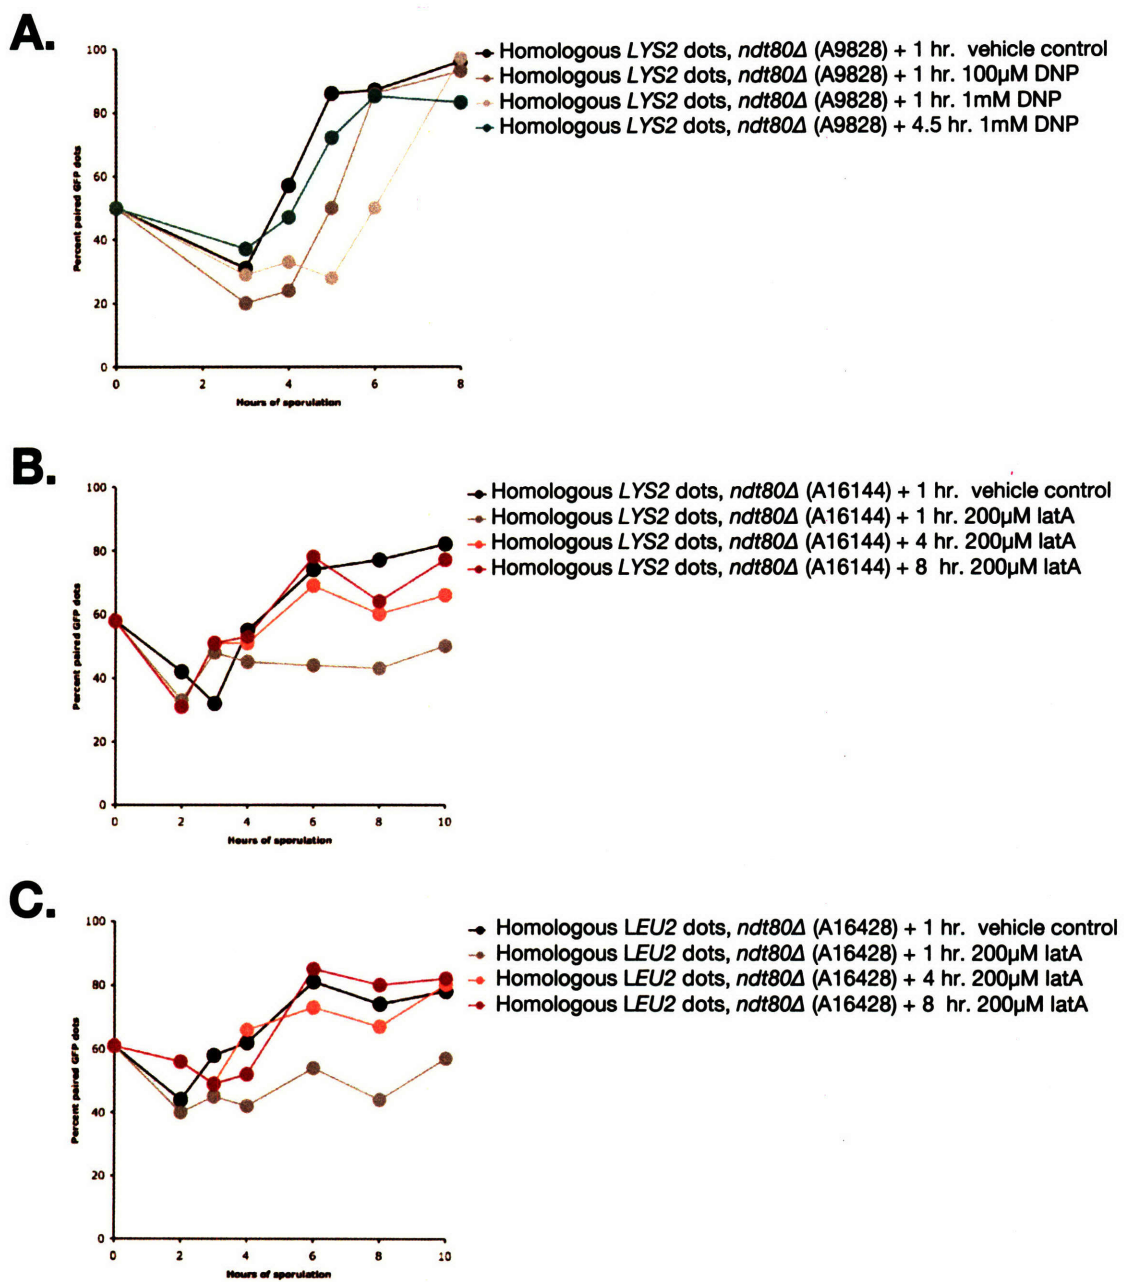 A.
100
80
60
40
20
0
0 2 4 6 8
Percent paired GFP dots
Hours of sporulation
Homologous LYS2 dots, ndt80Δ (A9828) + 1 hr. vehicle control
Homologous LYS2 dots, ndt80Δ (A9828) + 1 hr. 100µM DNP
Homologous LYS2 dots, ndt80Δ (A9828) + 1 hr. 1mM DNP
Homologous LYS2 dots, ndt80Δ (A9828) + 4.5 hr. 1mM DNP
B.
100
80
60
40
20
0
0 2 4 6 8 10
Percent paired GFP dots
Hours of sporulation
Homologous LYS2 dots, ndt80Δ (A16144) + 1 hr. vehicle control
Homologous LYS2 dots, ndt80Δ (A16144) + 1 hr. 200µM latA
Homologous LYS2 dots, ndt80Δ (A16144) + 4 hr. 200µM latA
Homologous LYS2 dots, ndt80Δ (A16144) + 8 hr. 200µM latA
C.
100
80
60
40
20
0
0 2 4 6 8 10
Percent paired GFP dots
Hours of sporulation
Homologous LEU2 dots, ndt80Δ (A16428) + 1 hr. vehicle control
Homologous LEU2 dots, ndt80Δ (A16428) + 1 hr. 200µM latA
Homologous LEU2 dots, ndt80Δ (A16428) + 4 hr. 200µM latA
Homologous LEU2 dots, ndt80Δ (A16428) + 8 hr. 200µM latA